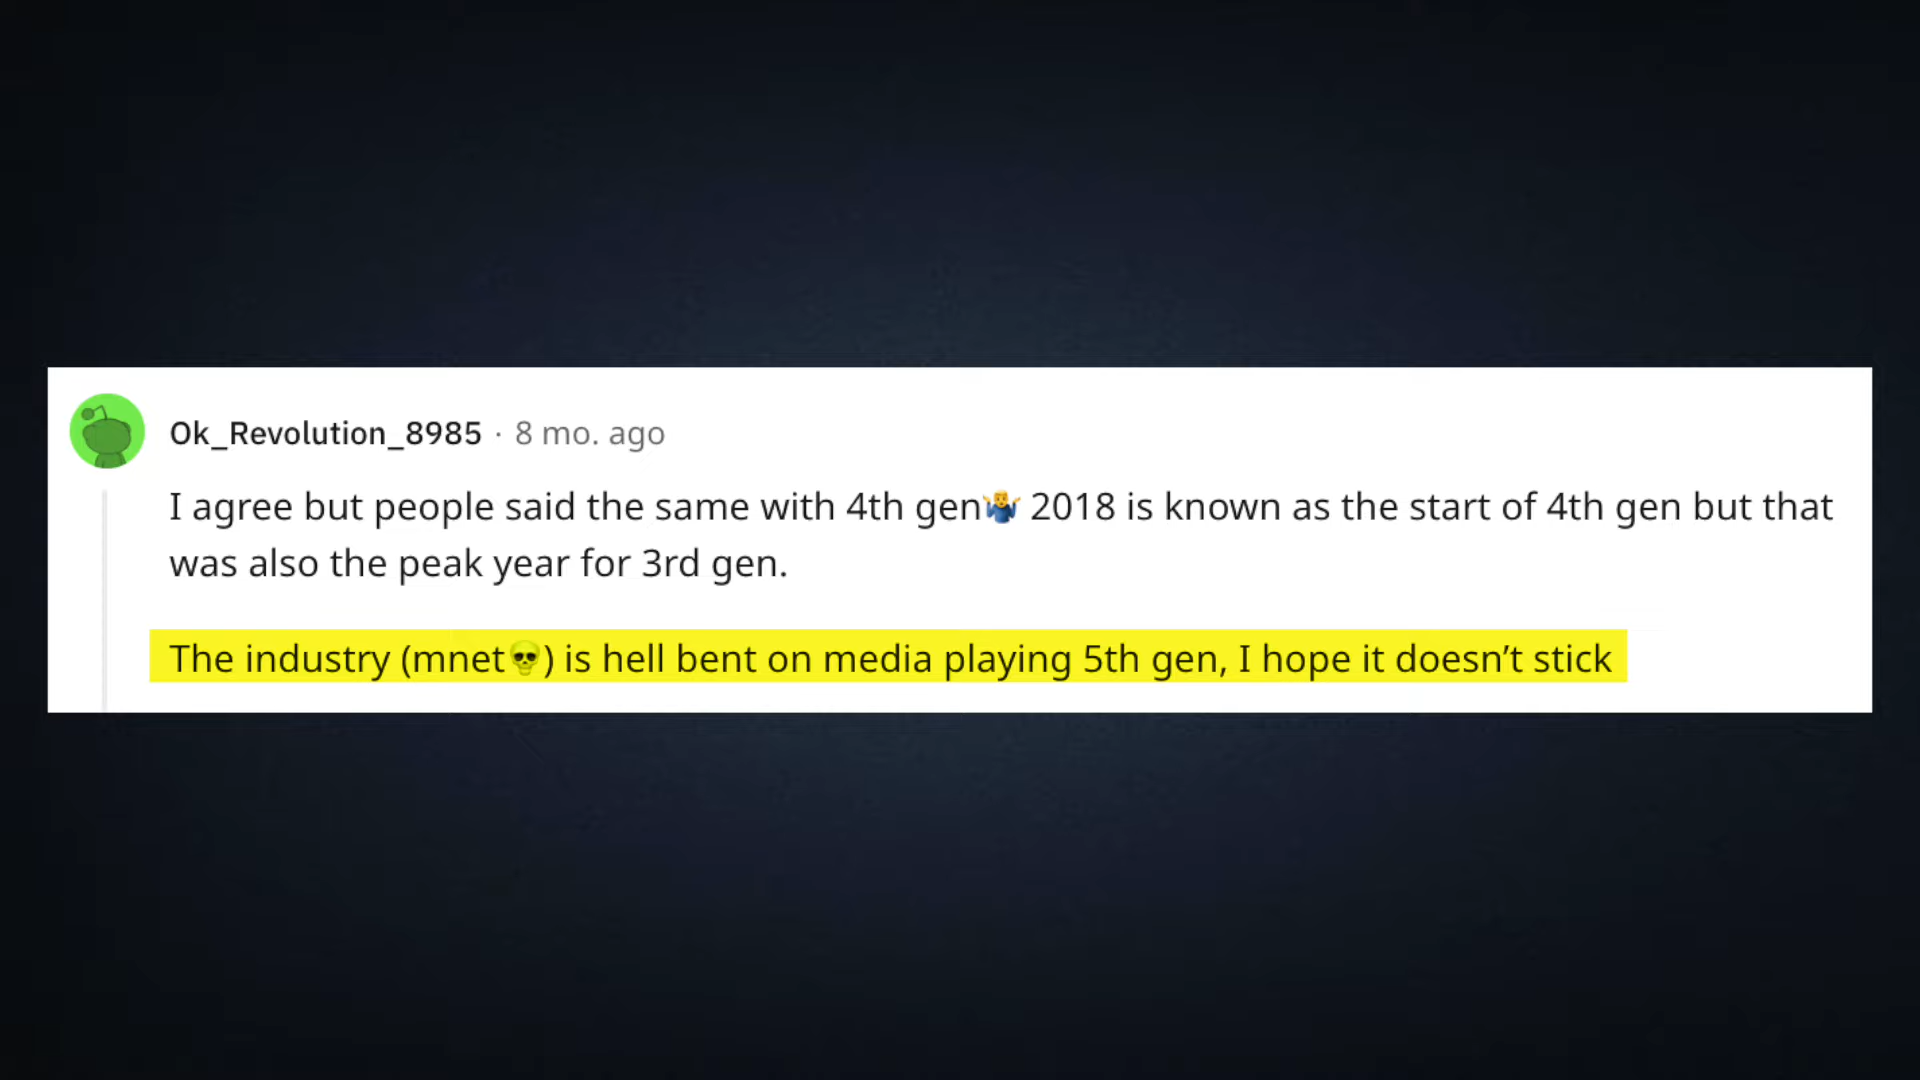 Ok_Revolution_8985 · 8 mo. ago
I agree but people said the same with 4th gen🤷‍♂️ 2018 is known as the start of 4th gen but that
was also the peak year for 3rd gen.
The industry (mnet💀) is hell bent on media playing 5th gen, I hope it doesn’t stick